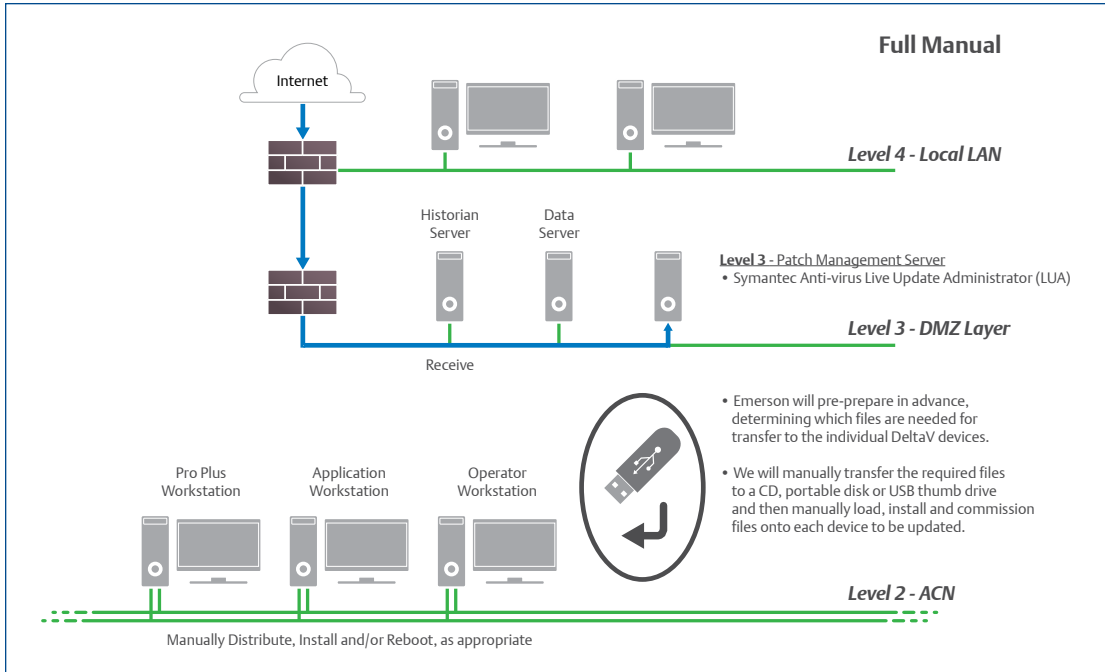 Full Manual
Internet
Level 4 - Local LAN
Historian
Server
Data
Server
Level 3 - Patch Management Server
• Symantec Anti-virus Live Update Administrator (LUA)
Level 3 - DMZ Layer
Receive
• Emerson will pre-prepare in advance,
determining which files are needed for
transfer to the individual DeltaV devices.
• We will manually transfer the required files
to a CD, portable disk or USB thumb drive
and then manually load, install and commission
files onto each device to be updated.
Pro Plus
Workstation
Application
Workstation
Operator
Workstation
Level 2 - ACN
Manually Distribute, Install and/or Reboot, as appropriate